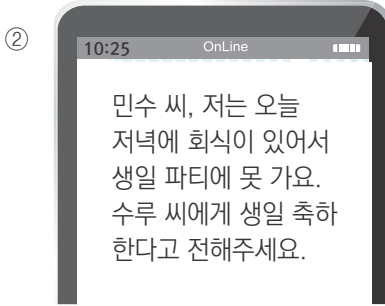 ②
10:25 OnLine
민수 씨, 저는 오늘
저녁에 회식이 있어서
생일 파티에 못 가요.
수루 씨에게 생일 축하
한다고 전해주세요.